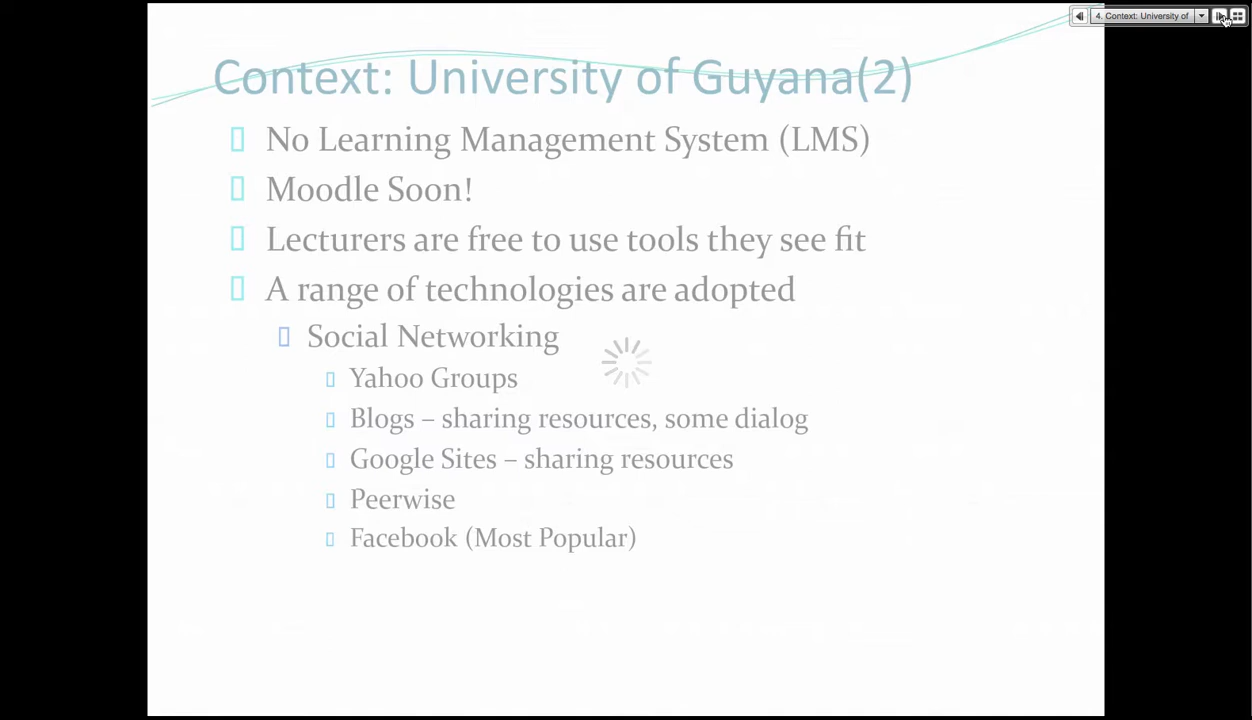 4. Context: University of
Context: University of Guyana(2)
No Learning Management System (LMS)
Moodle Soon!
Lecturers are free to use tools they see fit
A range of technologies are adopted
Social Networking
Yahoo Groups
Blogs – sharing resources, some dialog
Google Sites – sharing resources
Peerwise
Facebook (Most Popular)